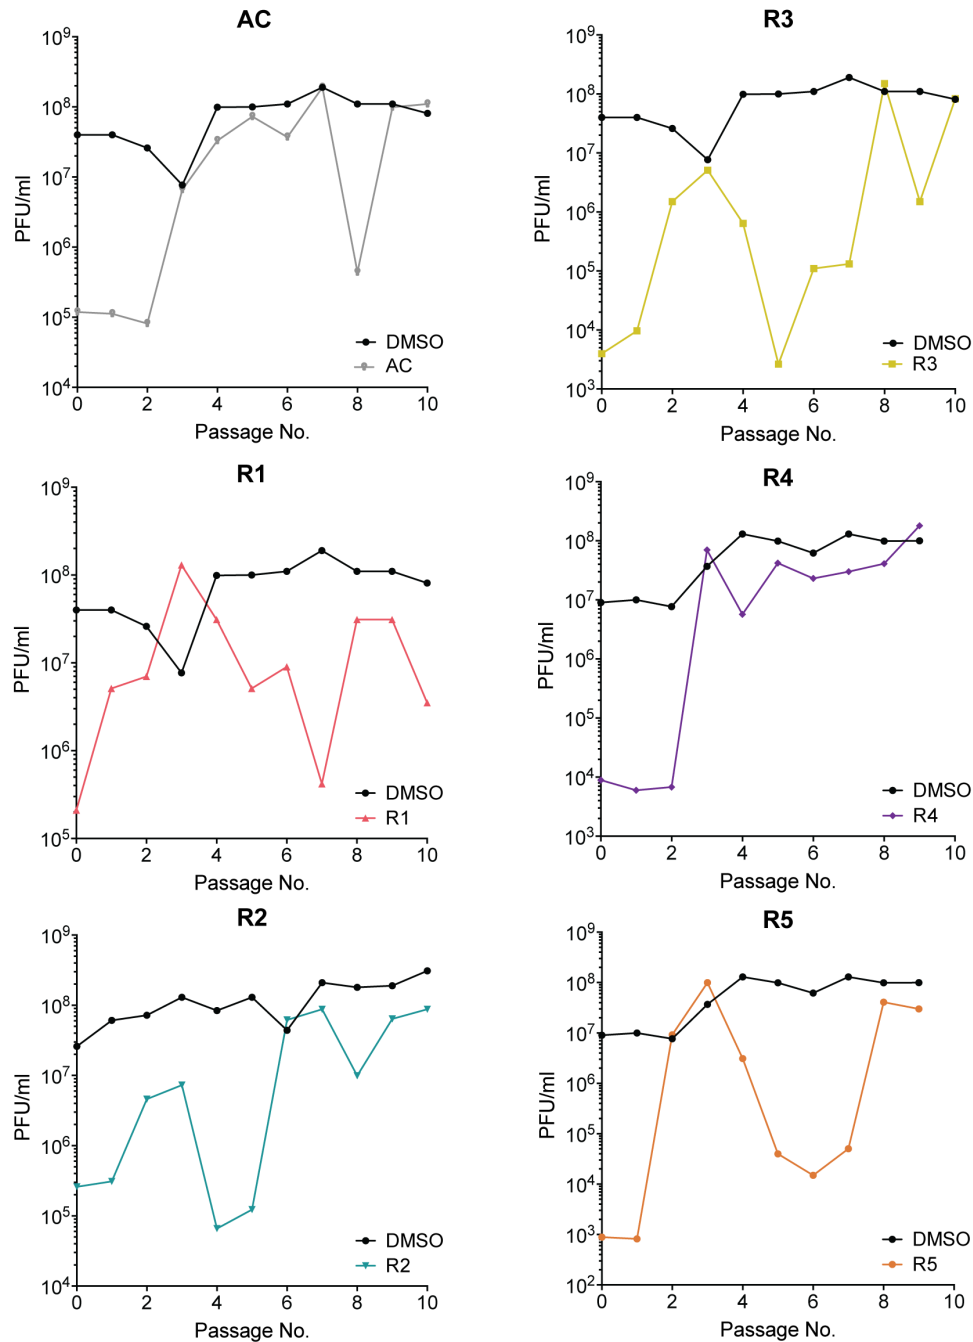 AC
PFU/ml
10⁹
10⁸
10⁷
10⁶
10⁵
10⁴
DMSO
AC
0 2 4 6 8 10
Passage No.
R3
PFU/ml
10⁹
10⁸
10⁷
10⁶
10⁵
10⁴
10³
DMSO
R3
0 2 4 6 8 10
Passage No.
R1
PFU/ml
10⁹
10⁸
10⁷
10⁶
10⁵
DMSO
R1
0 2 4 6 8 10
Passage No.
R4
PFU/ml
10⁹
10⁸
10⁷
10⁶
10⁵
10⁴
10³
DMSO
R4
0 2 4 6 8 10
Passage No.
R2
PFU/ml
10⁹
10⁸
10⁷
10⁶
10⁵
10⁴
DMSO
R2
0 2 4 6 8 10
Passage No.
R5
PFU/ml
10⁹
10⁸
10⁷
10⁶
10⁵
10⁴
10³
10²
DMSO
R5
0 2 4 6 8 10
Passage No.